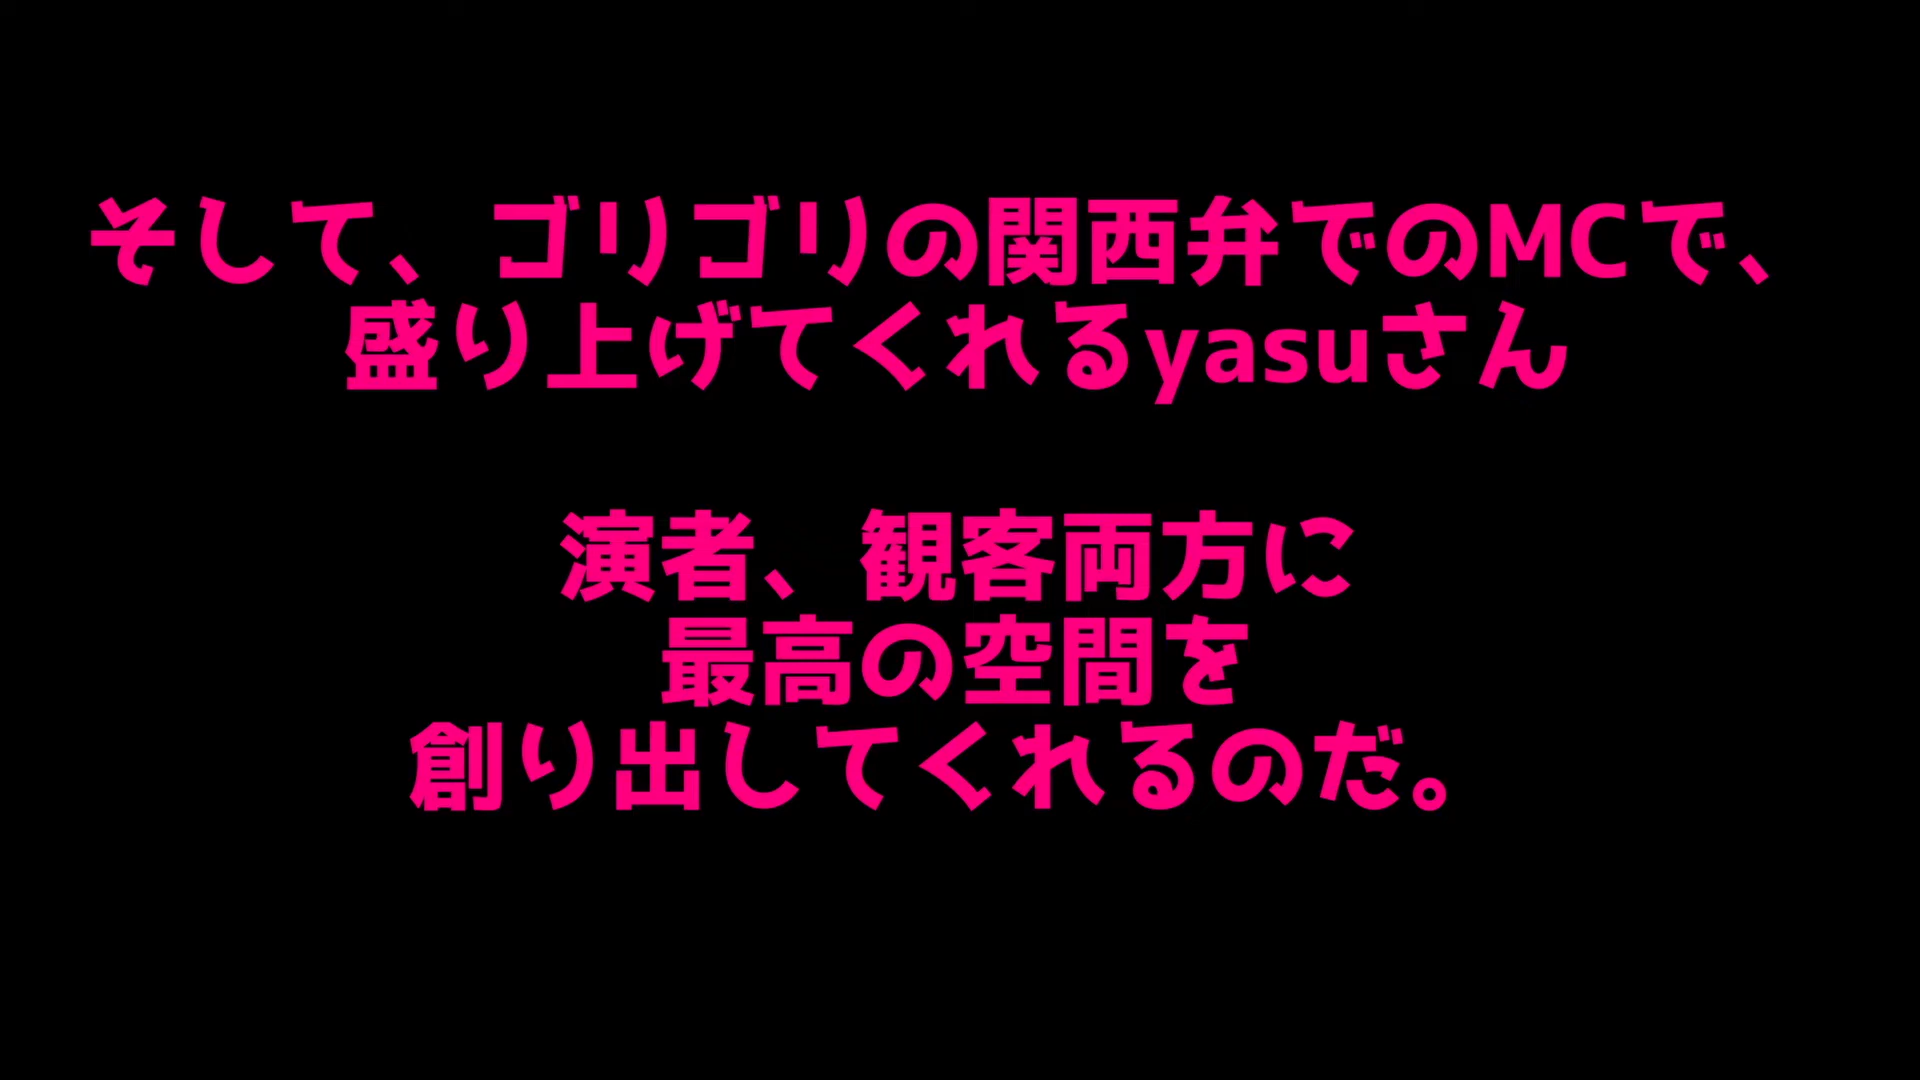 そして、ゴリゴリの関西弁でのMCで、
盛り上げてくれるyasuさん
演者、観客両方に
最高の空間を
創り出してくれるのだ。